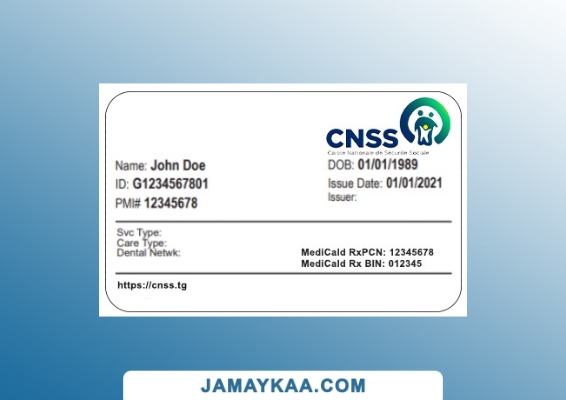 CNSS
Caisse Nationale de Sécurité Sociale
Name: John Doe
DOB: 01/01/1989
ID: G1234567801
Issue Date: 01/01/2021
PMI# 12345678
Issuer:
Svc Type:
Care Type:
Dental Netwk:
MediCald RxPCN: 12345678
MediCald Rx BIN: 012345
https://cnss.tg
JAMAYKAA.COM